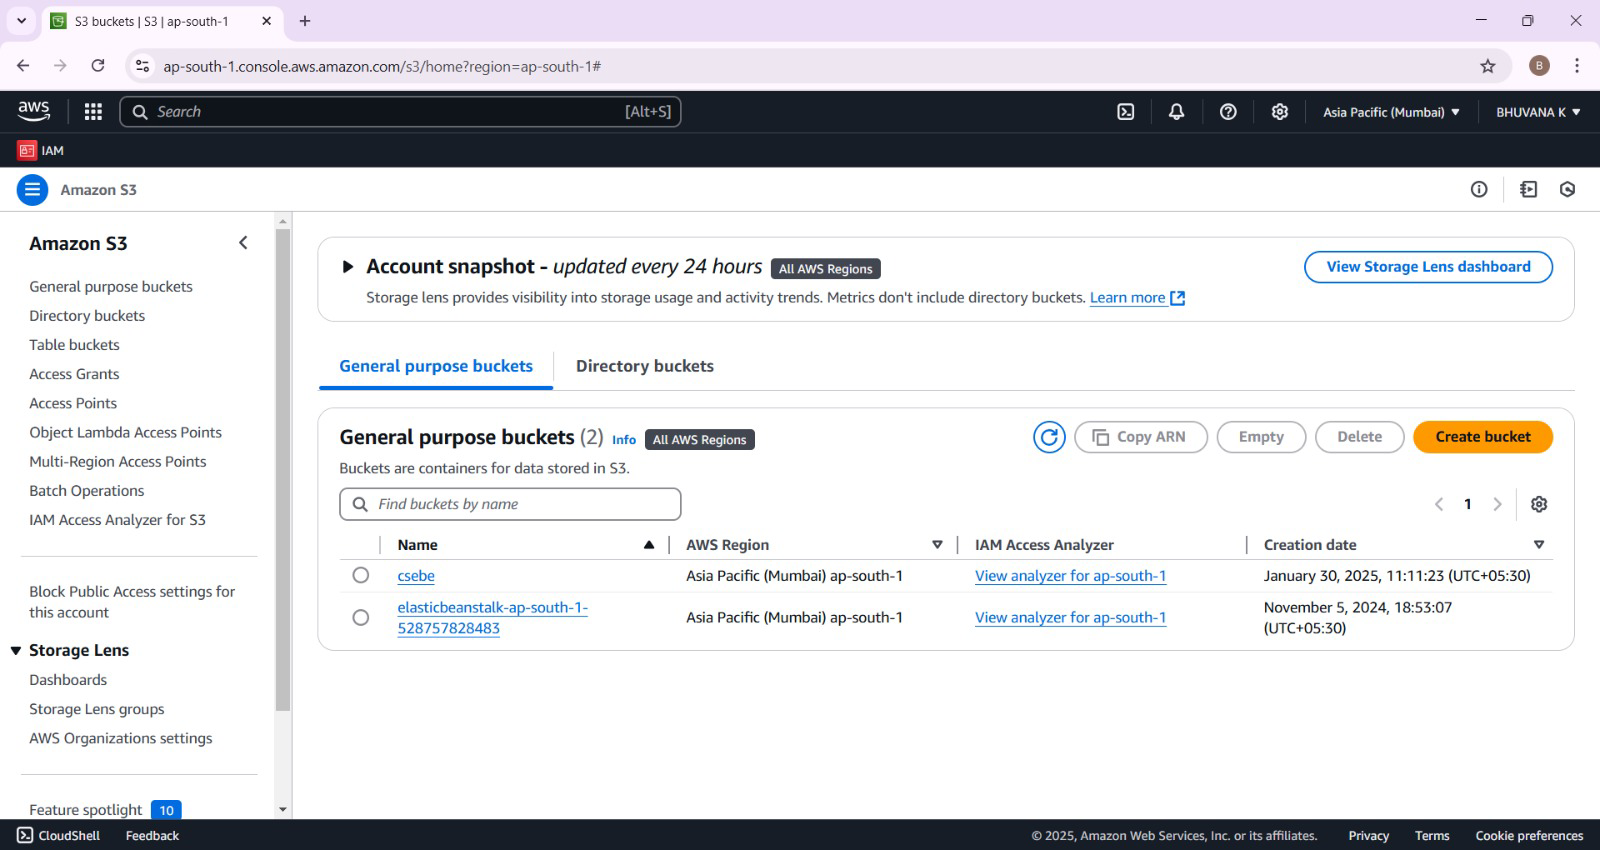 S3 buckets | S3 | ap-south-1
ap-south-1.console.aws.amazon.com/s3/home?region=ap-south-1#
B
aws
Search
[Alt+S]
Asia Pacific (Mumbai)
BHUVANA K
IAM
Amazon S3
Amazon S3
General purpose buckets
Directory buckets
Table buckets
Access Grants
Access Points
Object Lambda Access Points
Multi-Region Access Points
Batch Operations
IAM Access Analyzer for S3
Block Public Access settings for
this account
Storage Lens
Dashboards
Storage Lens groups
AWS Organizations settings
Feature spotlight 10
Account snapshot - updated every 24 hours All AWS Regions
View Storage Lens dashboard
Storage lens provides visibility into storage usage and activity trends. Metrics don't include directory buckets. Learn more
General purpose buckets
Directory buckets
General purpose buckets (2) Info All AWS Regions
Copy ARN
Empty
Delete
Create bucket
Buckets are containers for data stored in S3.
Find buckets by name
1
Name
AWS Region
IAM Access Analyzer
Creation date
csebe
Asia Pacific (Mumbai) ap-south-1
View analyzer for ap-south-1
January 30, 2025, 11:11:23 (UTC+05:30)
elasticbeanstalk-ap-south-1-
528757828483
Asia Pacific (Mumbai) ap-south-1
View analyzer for ap-south-1
November 5, 2024, 18:53:07
(UTC+05:30)
CloudShell
Feedback
© 2025, Amazon Web Services, Inc. or its affiliates.
Privacy
Terms
Cookie preferences